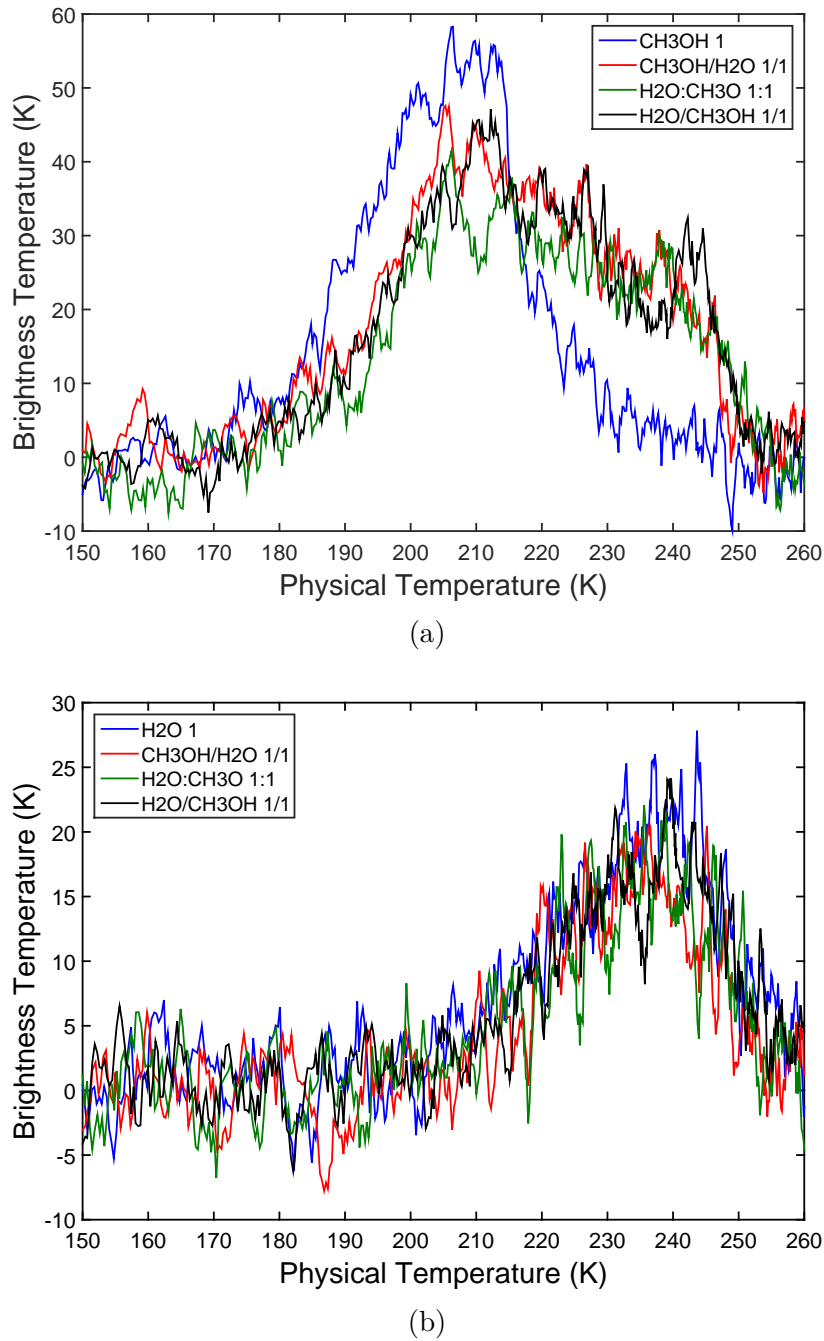 60
50
40
30
20
10
0
-10
Brightness Temperature (K)
CH3OH 1
CH3OH/H2O 1/1
H2O:CH3O 1:1
H2O/CH3OH 1/1
150 160 170 180 190 200 210 220 230 240 250 260
Physical Temperature (K)
(a)
30
25
20
15
10
5
0
-5
-10
Brightness Temperature (K)
H2O 1
CH3OH/H2O 1/1
H2O:CH3O 1:1
H2O/CH3OH 1/1
150 160 170 180 190 200 210 220 230 240 250 260
Physical Temperature (K)
(b)